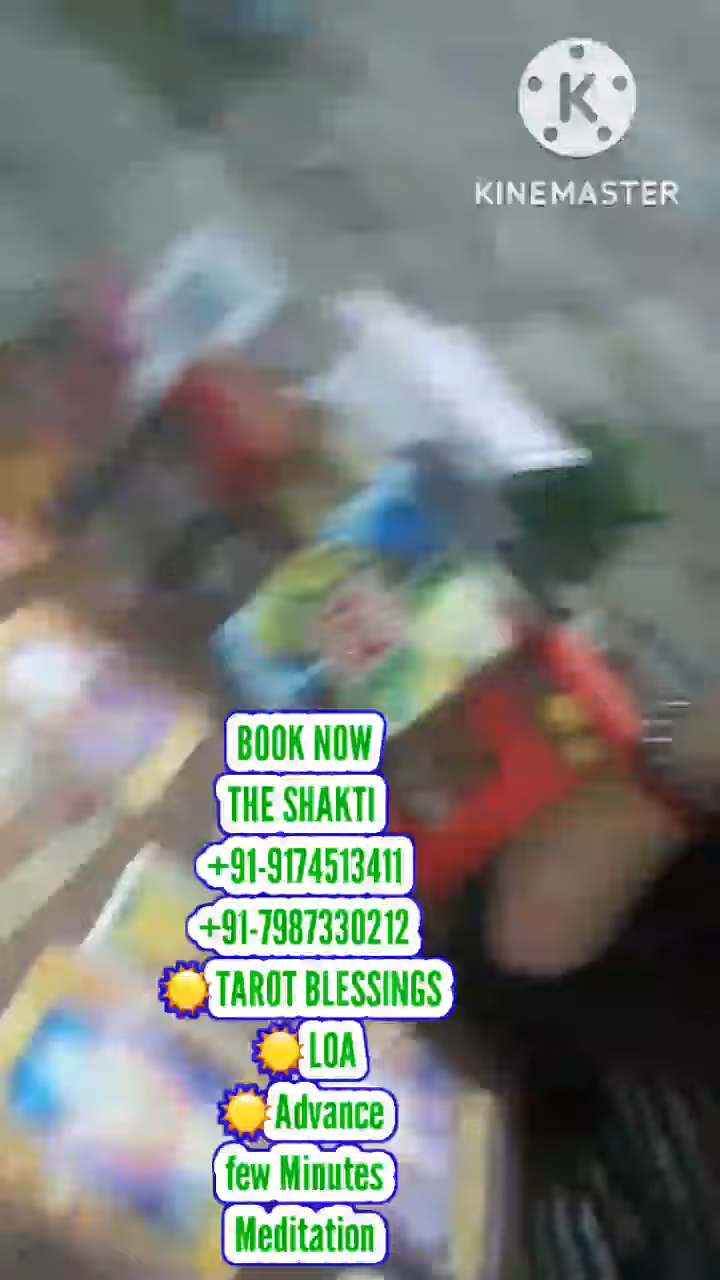 K
KINEMASTER
BOOK NOW
THE SHAKTI
+91-9174513411
+91-7987330212
TAROT BLESSINGS
LOA
Advance
few Minutes
Meditation